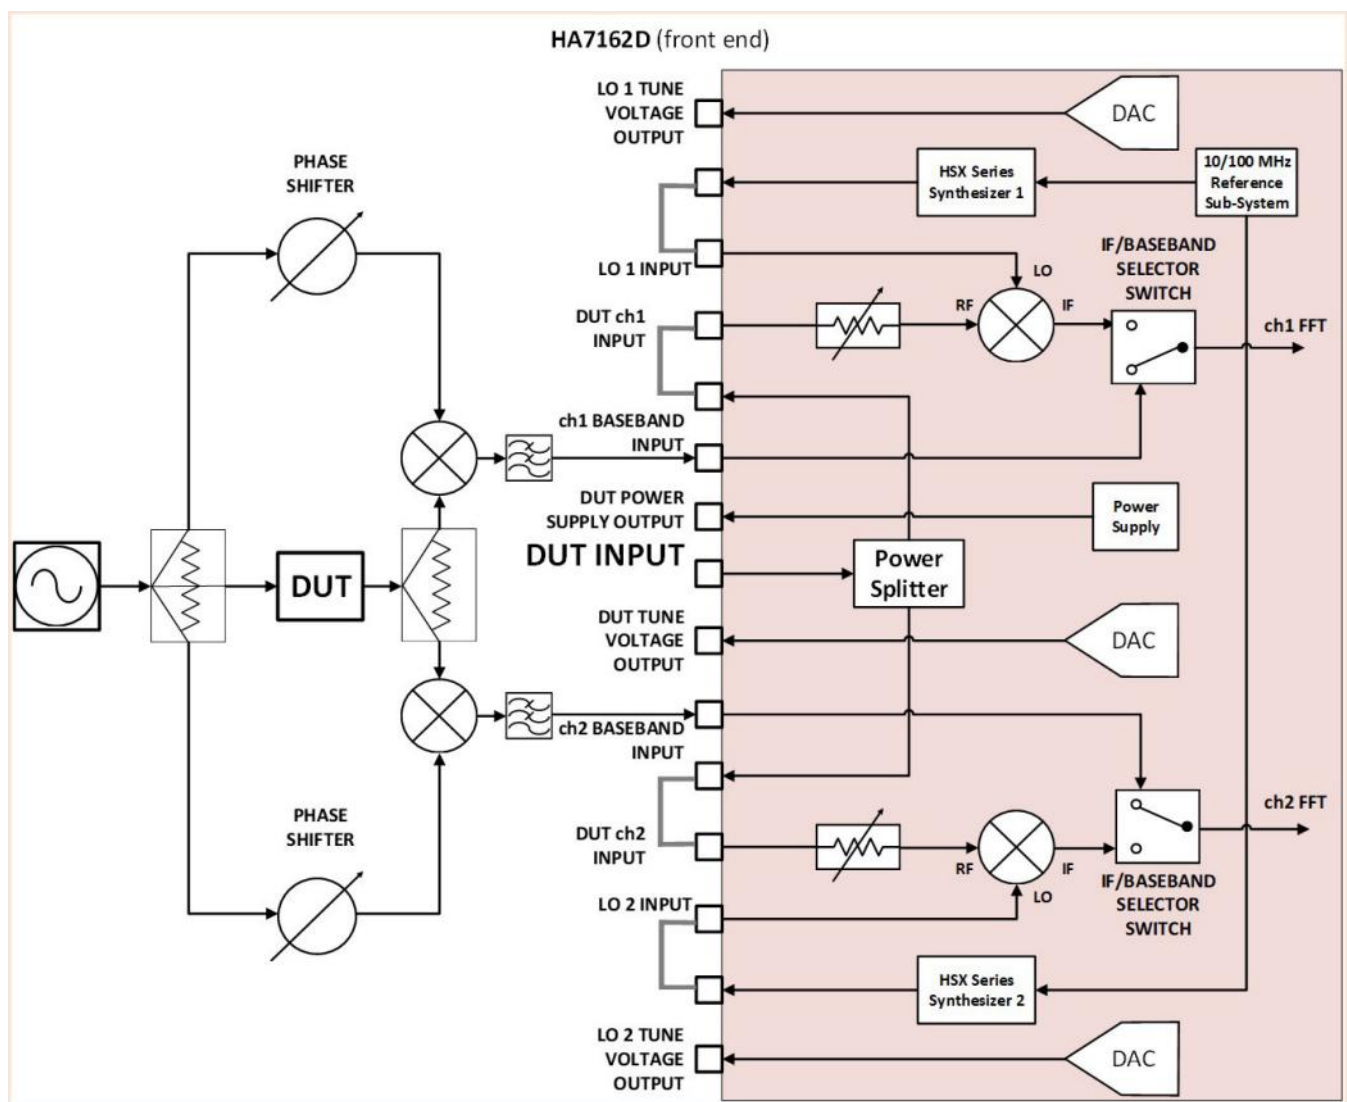 HA7162D (front end)
LO 1 TUNE
VOLTAGE
OUTPUT
DAC
PHASE
SHIFTER
HSX Series
Synthesizer 1
10/100 MHz
Reference
Sub-System
LO 1 INPUT
LO
IF/BASEBAND
SELECTOR
SWITCH
DUT ch1
INPUT
RF
IF
ch1 FFT
ch1 BASEBAND
INPUT
DUT POWER
SUPPLY OUTPUT
Power
Supply
DUT INPUT
Power
Splitter
DUT
DUT TUNE
VOLTAGE
OUTPUT
DAC
ch2 BASEBAND
INPUT
PHASE
SHIFTER
DUT ch2
INPUT
RF
IF
LO
ch2 FFT
IF/BASEBAND
SELECTOR
SWITCH
LO 2 INPUT
HSX Series
Synthesizer 2
LO 2 TUNE
VOLTAGE
OUTPUT
DAC